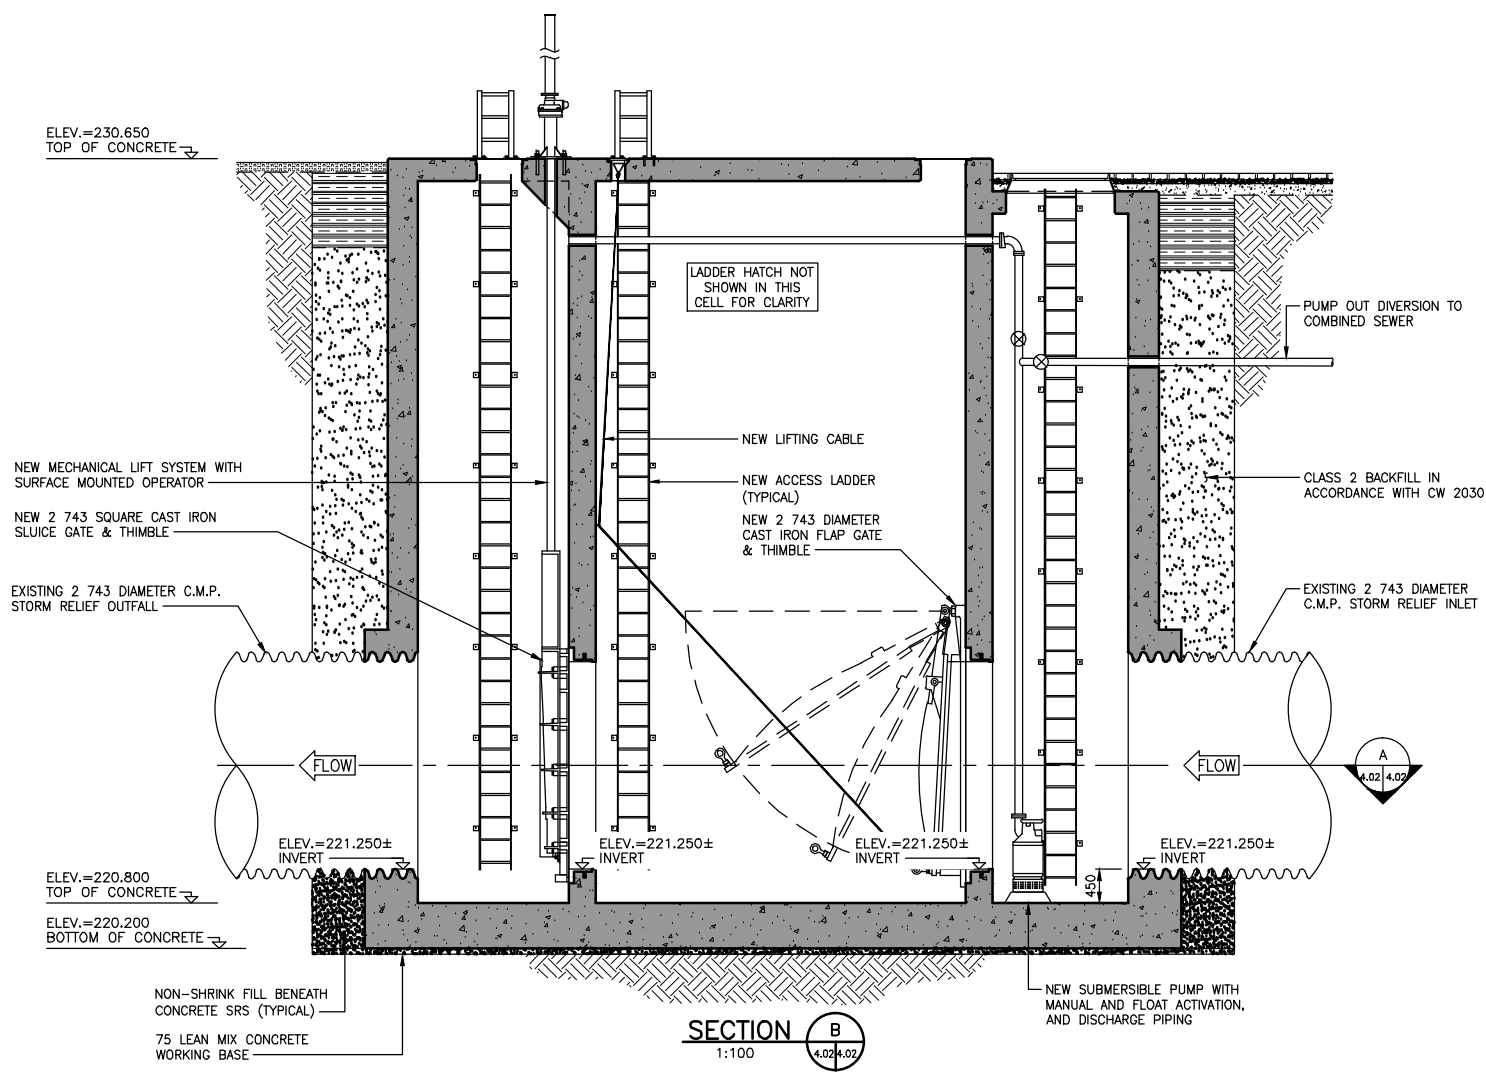 ELEV.=230.650
TOP OF CONCRETE
LADDER HATCH NOT
SHOWN IN THIS
CELL FOR CLARITY
PUMP OUT DIVERSION TO
COMBINED SEWER
NEW LIFTING CABLE
NEW MECHANICAL LIFT SYSTEM WITH
SURFACE MOUNTED OPERATOR
NEW ACCESS LADDER
(TYPICAL)
CLASS 2 BACKFILL IN
ACCORDANCE WITH CW 2030
NEW 2 743 SQUARE CAST IRON
SLUICE GATE & THIMBLE
NEW 2 743 DIAMETER
CAST IRON FLAP GATE
& THIMBLE
EXISTING 2 743 DIAMETER C.M.P.
STORM RELIEF OUTFALL
EXISTING 2 743 DIAMETER
C.M.P. STORM RELIEF INLET
FLOW
FLOW
A
4.02 4.02
ELEV.=221.250±
INVERT
ELEV.=221.250±
INVERT
ELEV.=221.250±
INVERT
ELEV.=221.250±
INVERT
450
ELEV.=220.800
TOP OF CONCRETE
ELEV.=220.200
BOTTOM OF CONCRETE
NON-SHRINK FILL BENEATH
CONCRETE SRS (TYPICAL)
75 LEAN MIX CONCRETE
WORKING BASE
NEW SUBMERSIBLE PUMP WITH
MANUAL AND FLOAT ACTIVATION,
AND DISCHARGE PIPING
SECTION B
1:100 4.02 4.02